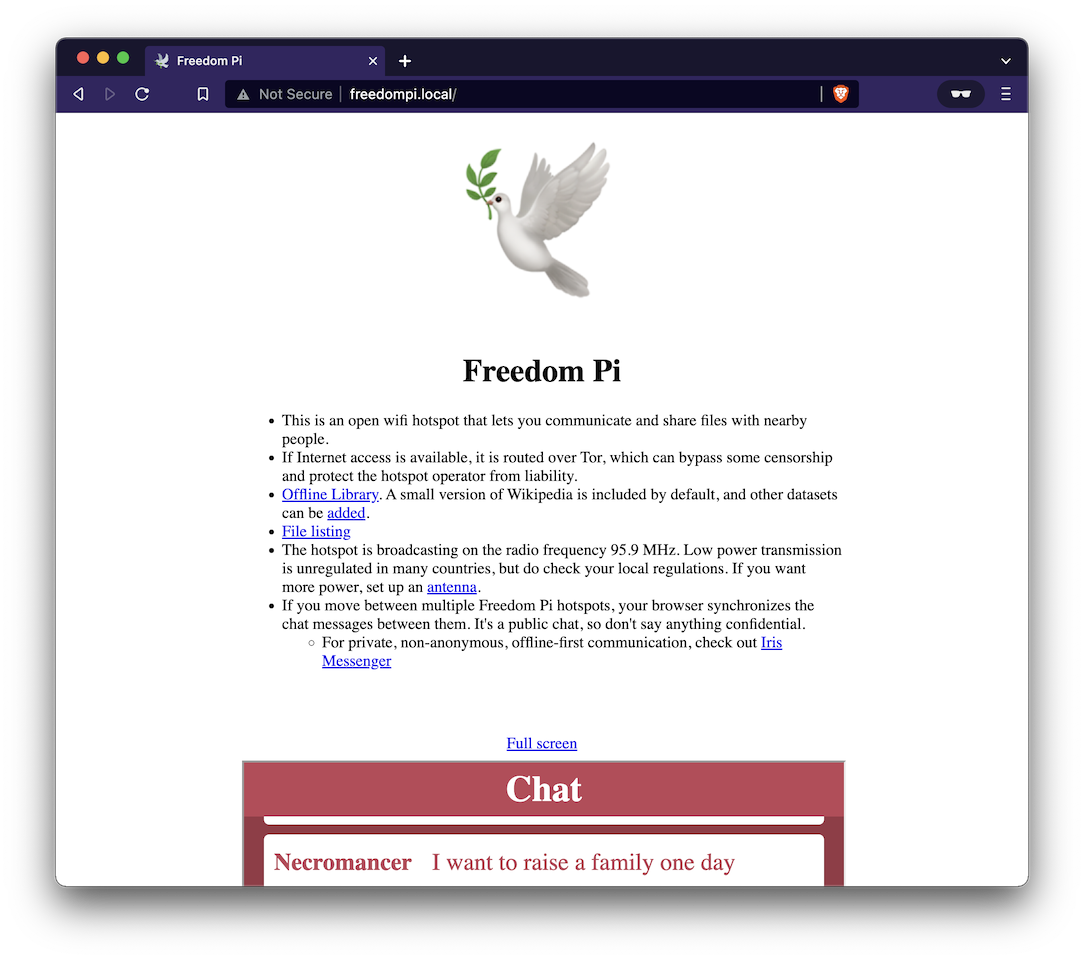 Freedom Pi
Not Secure freedompi.local/
Freedom Pi
This is an open wifi hotspot that lets you communicate and share files with nearby
people.
If Internet access is available, it is routed over Tor, which can bypass some censorship
and protect the hotspot operator from liability.
Offline Library. A small version of Wikipedia is included by default, and other datasets
can be added.
File listing
The hotspot is broadcasting on the radio frequency 95.9 MHz. Low power transmission
is unregulated in many countries, but do check your local regulations. If you want
more power, set up an antenna.
If you move between multiple Freedom Pi hotspots, your browser synchronizes the
chat messages between them. It's a public chat, so don't say anything confidential.
For private, non-anonymous, offline-first communication, check out Iris
Messenger
Full screen
Chat
Necromancer I want to raise a family one day